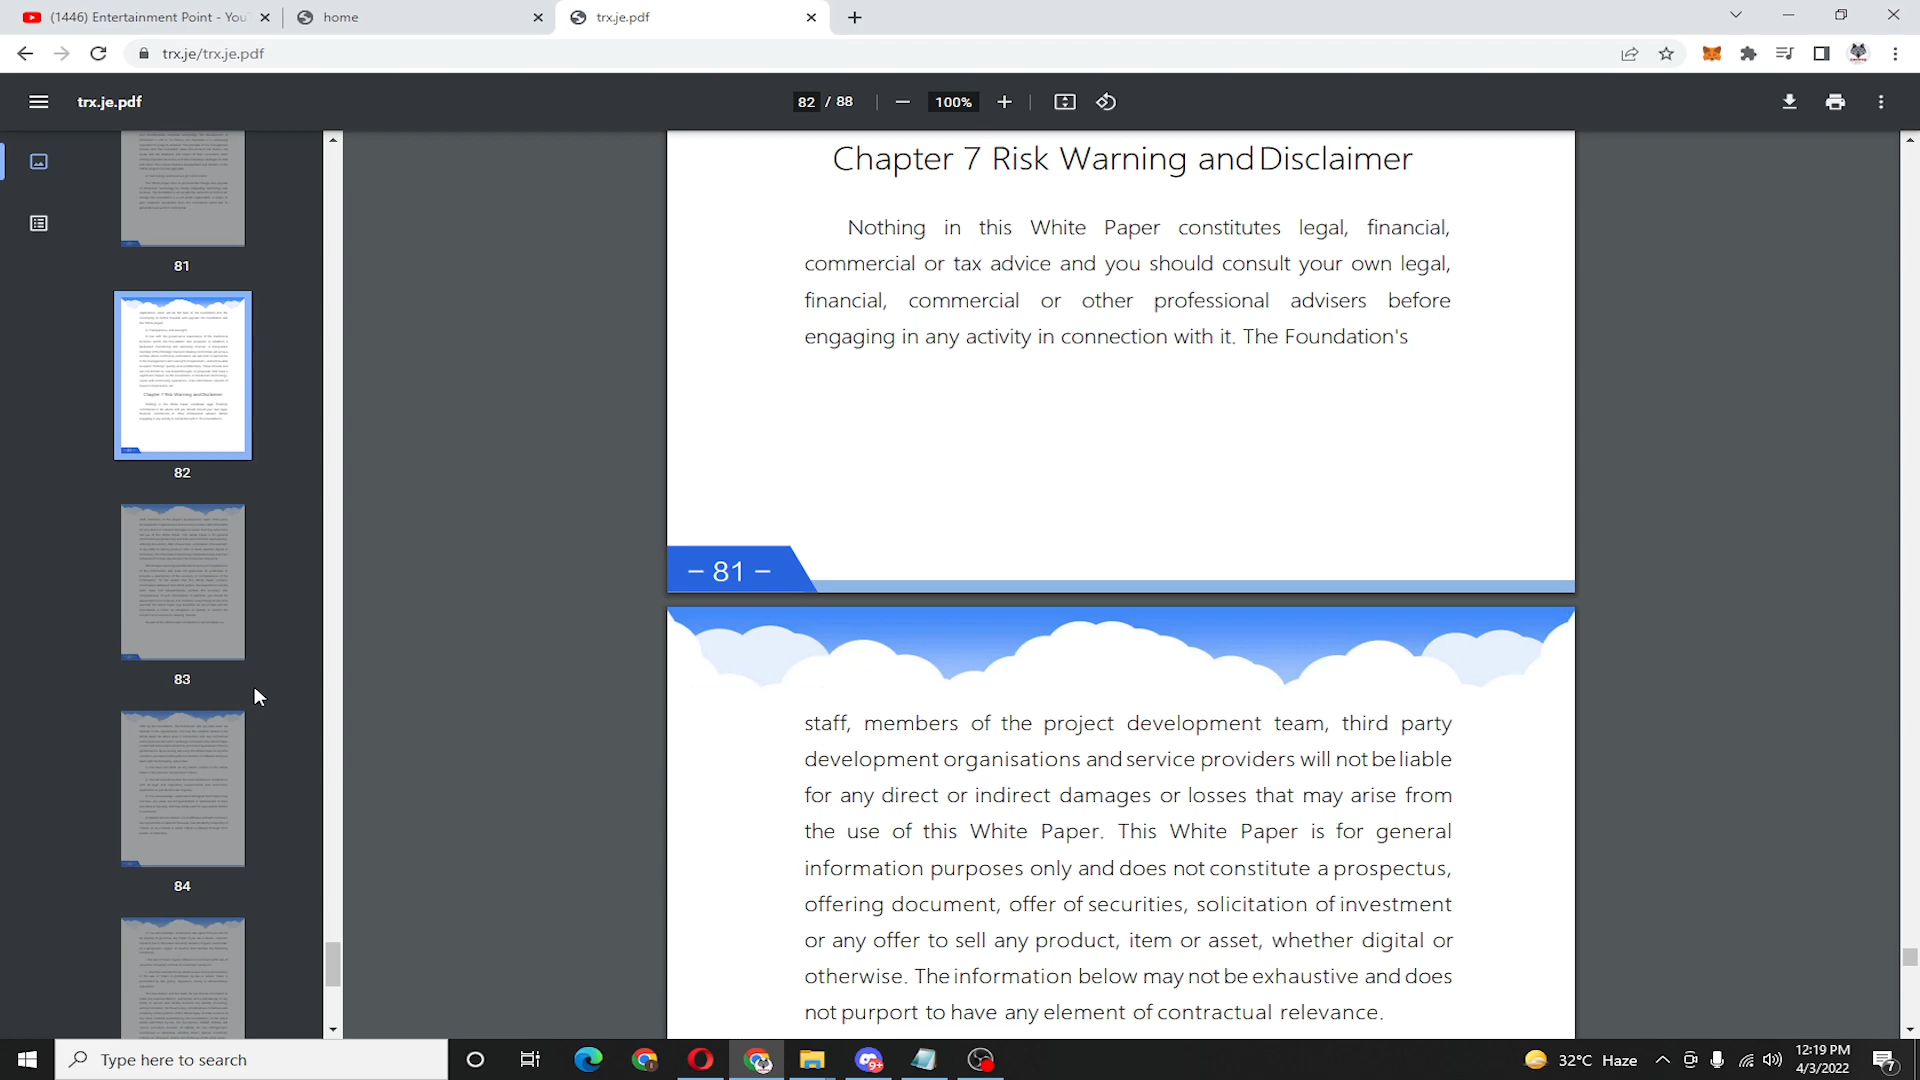 (1446) Entertainment Point - You
home
trx.je.pdf
trx.je/trx.je.pdf
trx.je.pdf
82 / 88
100%
81
Chapter 7 Risk Warning andDisclaimer
82
83
84
Chapter 7 Risk Warning and Disclaimer
Nothing in this White Paper constitutes legal, financial,
commercial or tax advice and you should consult your own legal,
financial, commercial or other professional advisers before
engaging in any activity in connection with it. The Foundation's
– 81 –
staff, members of the project development team, third party
development organisations and service providers will not be liable
for any direct or indirect damages or losses that may arise from
the use of this White Paper. This White Paper is for general
information purposes only and does not constitute a prospectus,
offering document, offer of securities, solicitation of investment
or any offer to sell any product, item or asset, whether digital or
otherwise. The information below may not be exhaustive and does
not purport to have any element of contractual relevance.
Type here to search
9+
32°C Haze
12:19 PM
4/3/2022
7